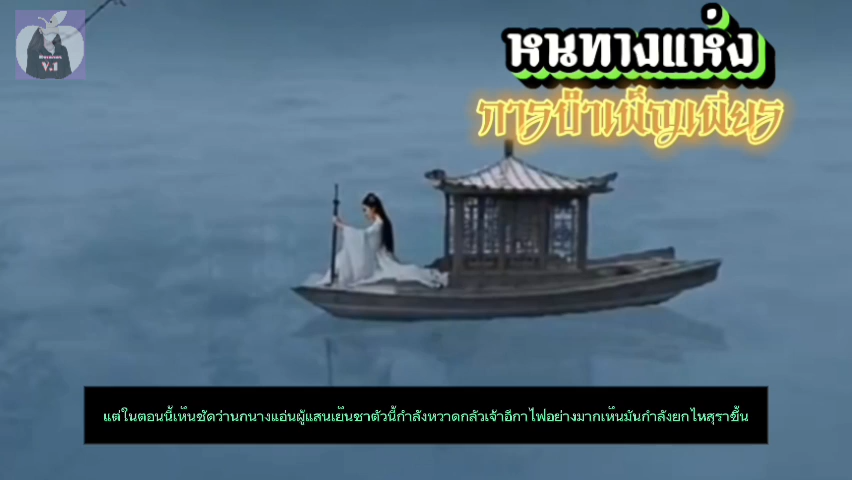 หนทางแห่ง
การบำเพ็ญเพียร
V.1
แต่ในตอนนี้เห็นชัดว่านกนางแอ่นผู้แสนเย็นชาตัวนี้กำลังหวาดกลัวเจ้าอีกาไฟอย่างมากเห็นมันกำลังยกไหสุราขึ้น